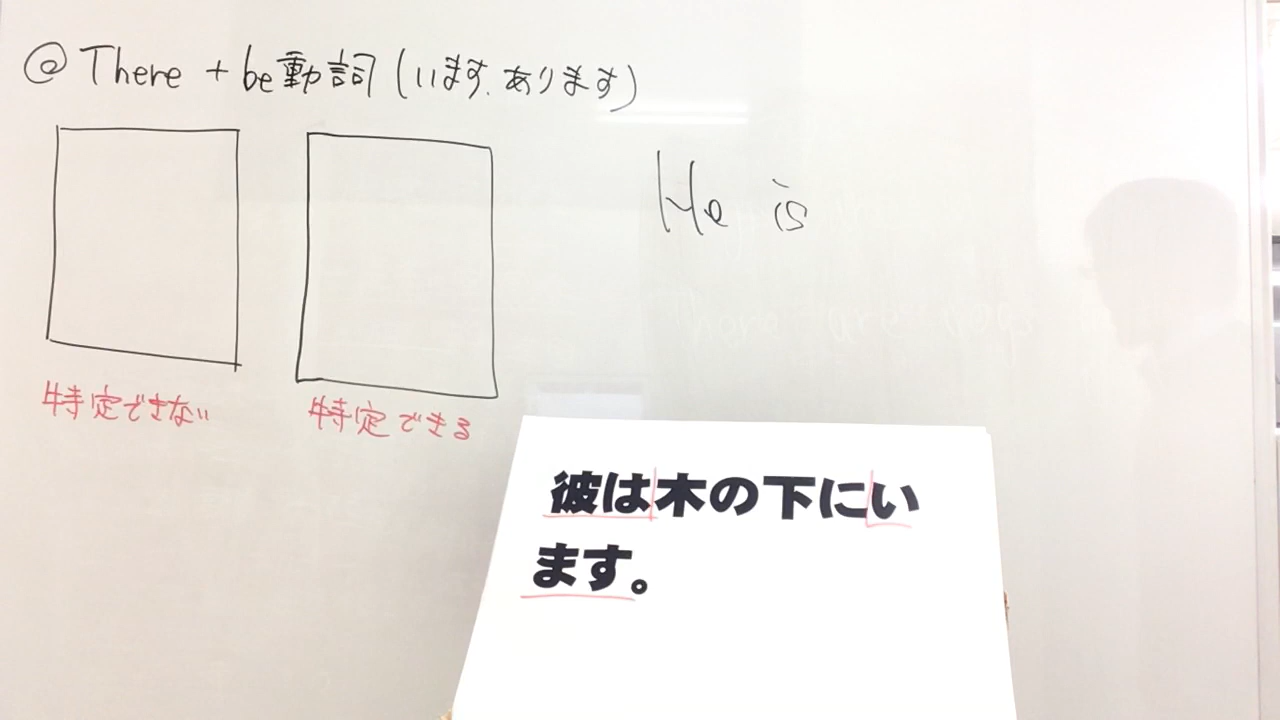 @ There + be動詞 (います、あります)
He is
特定できない
特定できる
彼は木の下にい
ます。